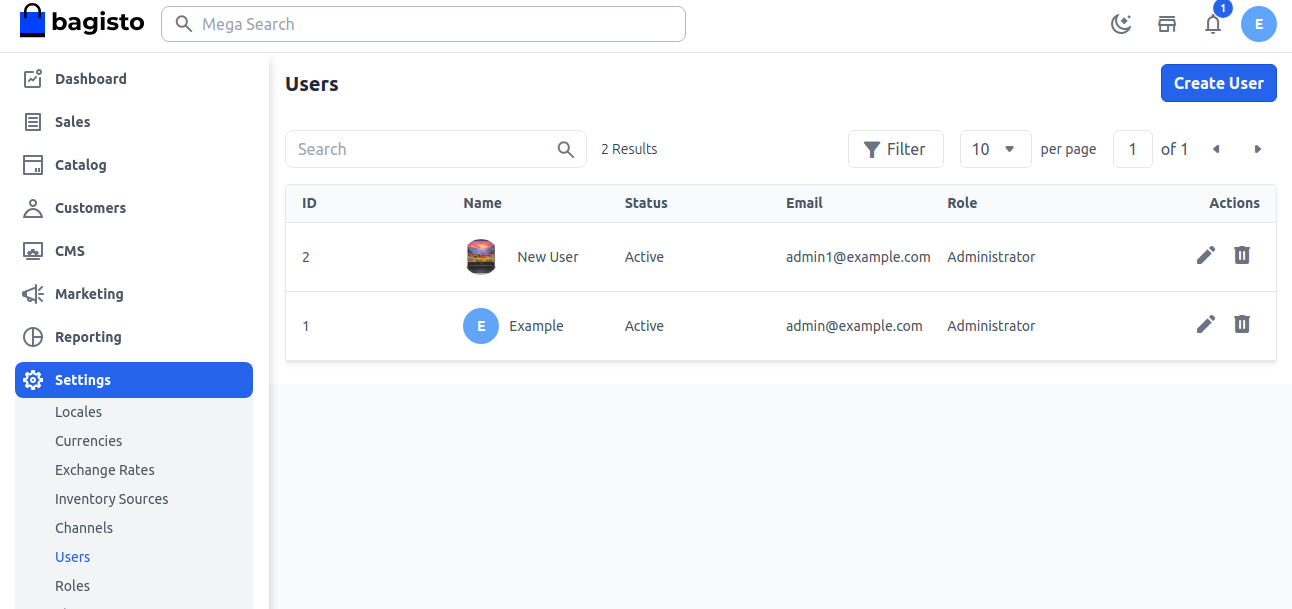 bagisto
Mega Search
1
E
Dashboard
Sales
Catalog
Customers
CMS
Marketing
Reporting
Settings
Locales
Currencies
Exchange Rates
Inventory Sources
Channels
Users
Roles
Users
Create User
Search
2 Results
Filter
10
per page
1
of 1
ID Name Status Email Role Actions
2 New User Active admin1@example.com Administrator
1 E Example Active admin@example.com Administrator